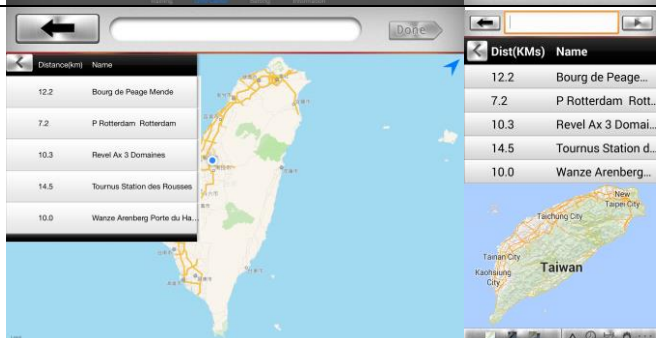 Done
Distance(km) Name
12.2 Bourg de Peage Mende
7.2 P Rotterdam Rotterdam
10.3 Revel Ax 3 Domaines
14.5 Tournus Station des Rousses
10.0 Wanze Arenberg Porte du Ha...
Dist(KMs) Name
12.2 Bourg de Peage...
7.2 P Rotterdam Rott...
10.3 Revel Ax 3 Domai...
14.5 Tournus Station d...
10.0 Wanze Arenberg...
New
Taipei City
Taichung City
Tainan City
Kaohsiung
City
Taiwan